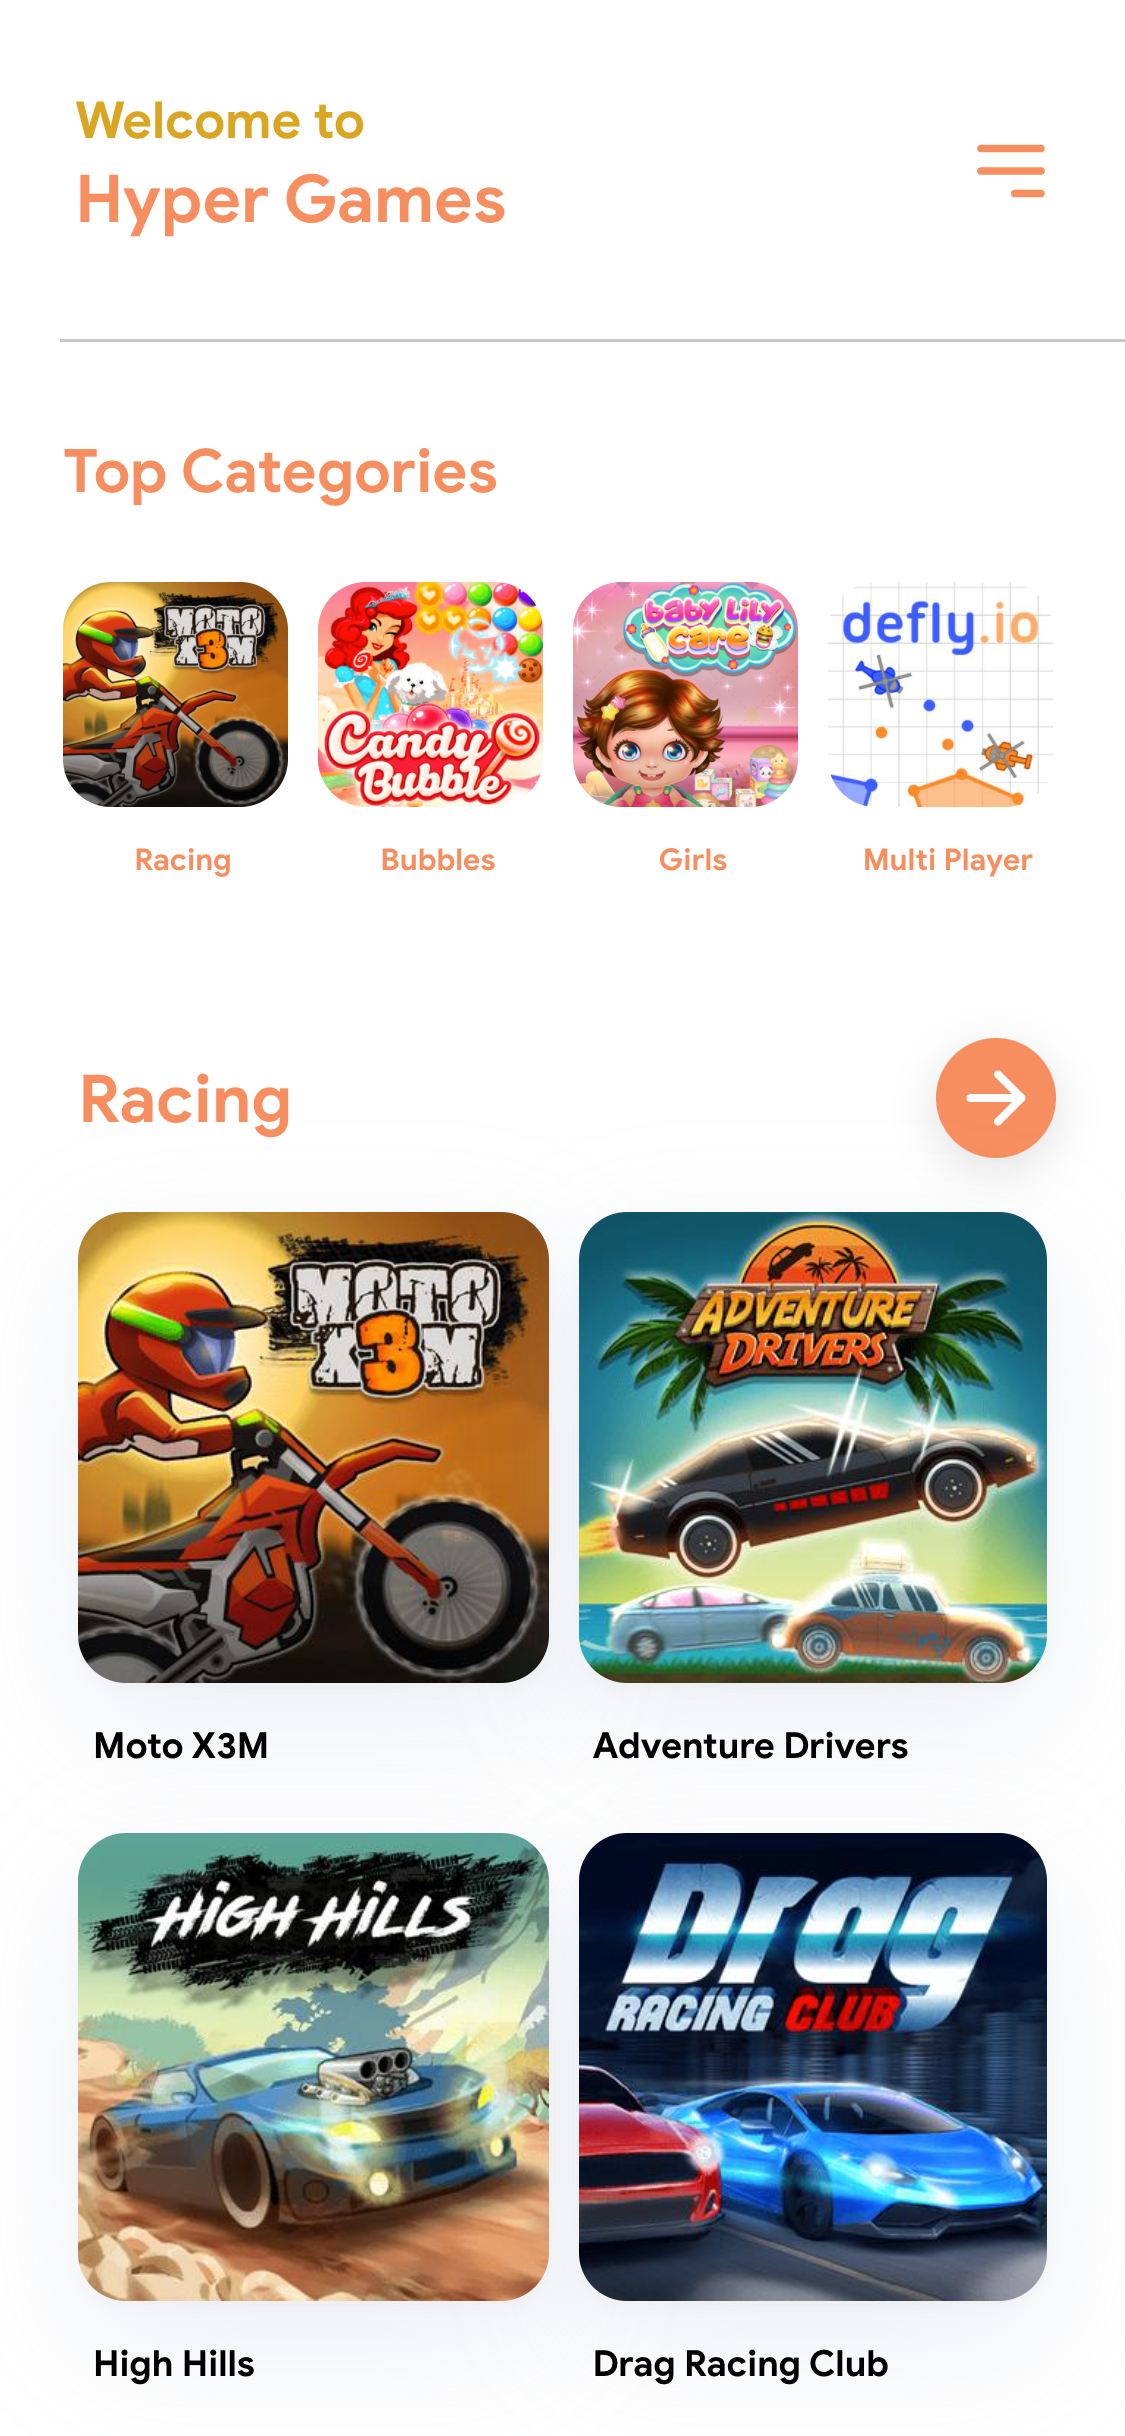 Welcome to
Hyper Games
Top Categories
MOTO
X3M
Candy
Bubble
baby lily
care
defly.io
Racing
Bubbles
Girls
Multi Player
Racing
MOTO
X3M
ADVENTURE
DRIVERS
Moto X3M
Adventure Drivers
HIGH HILLS
Drag
RACING CLUB
High Hills
Drag Racing Club